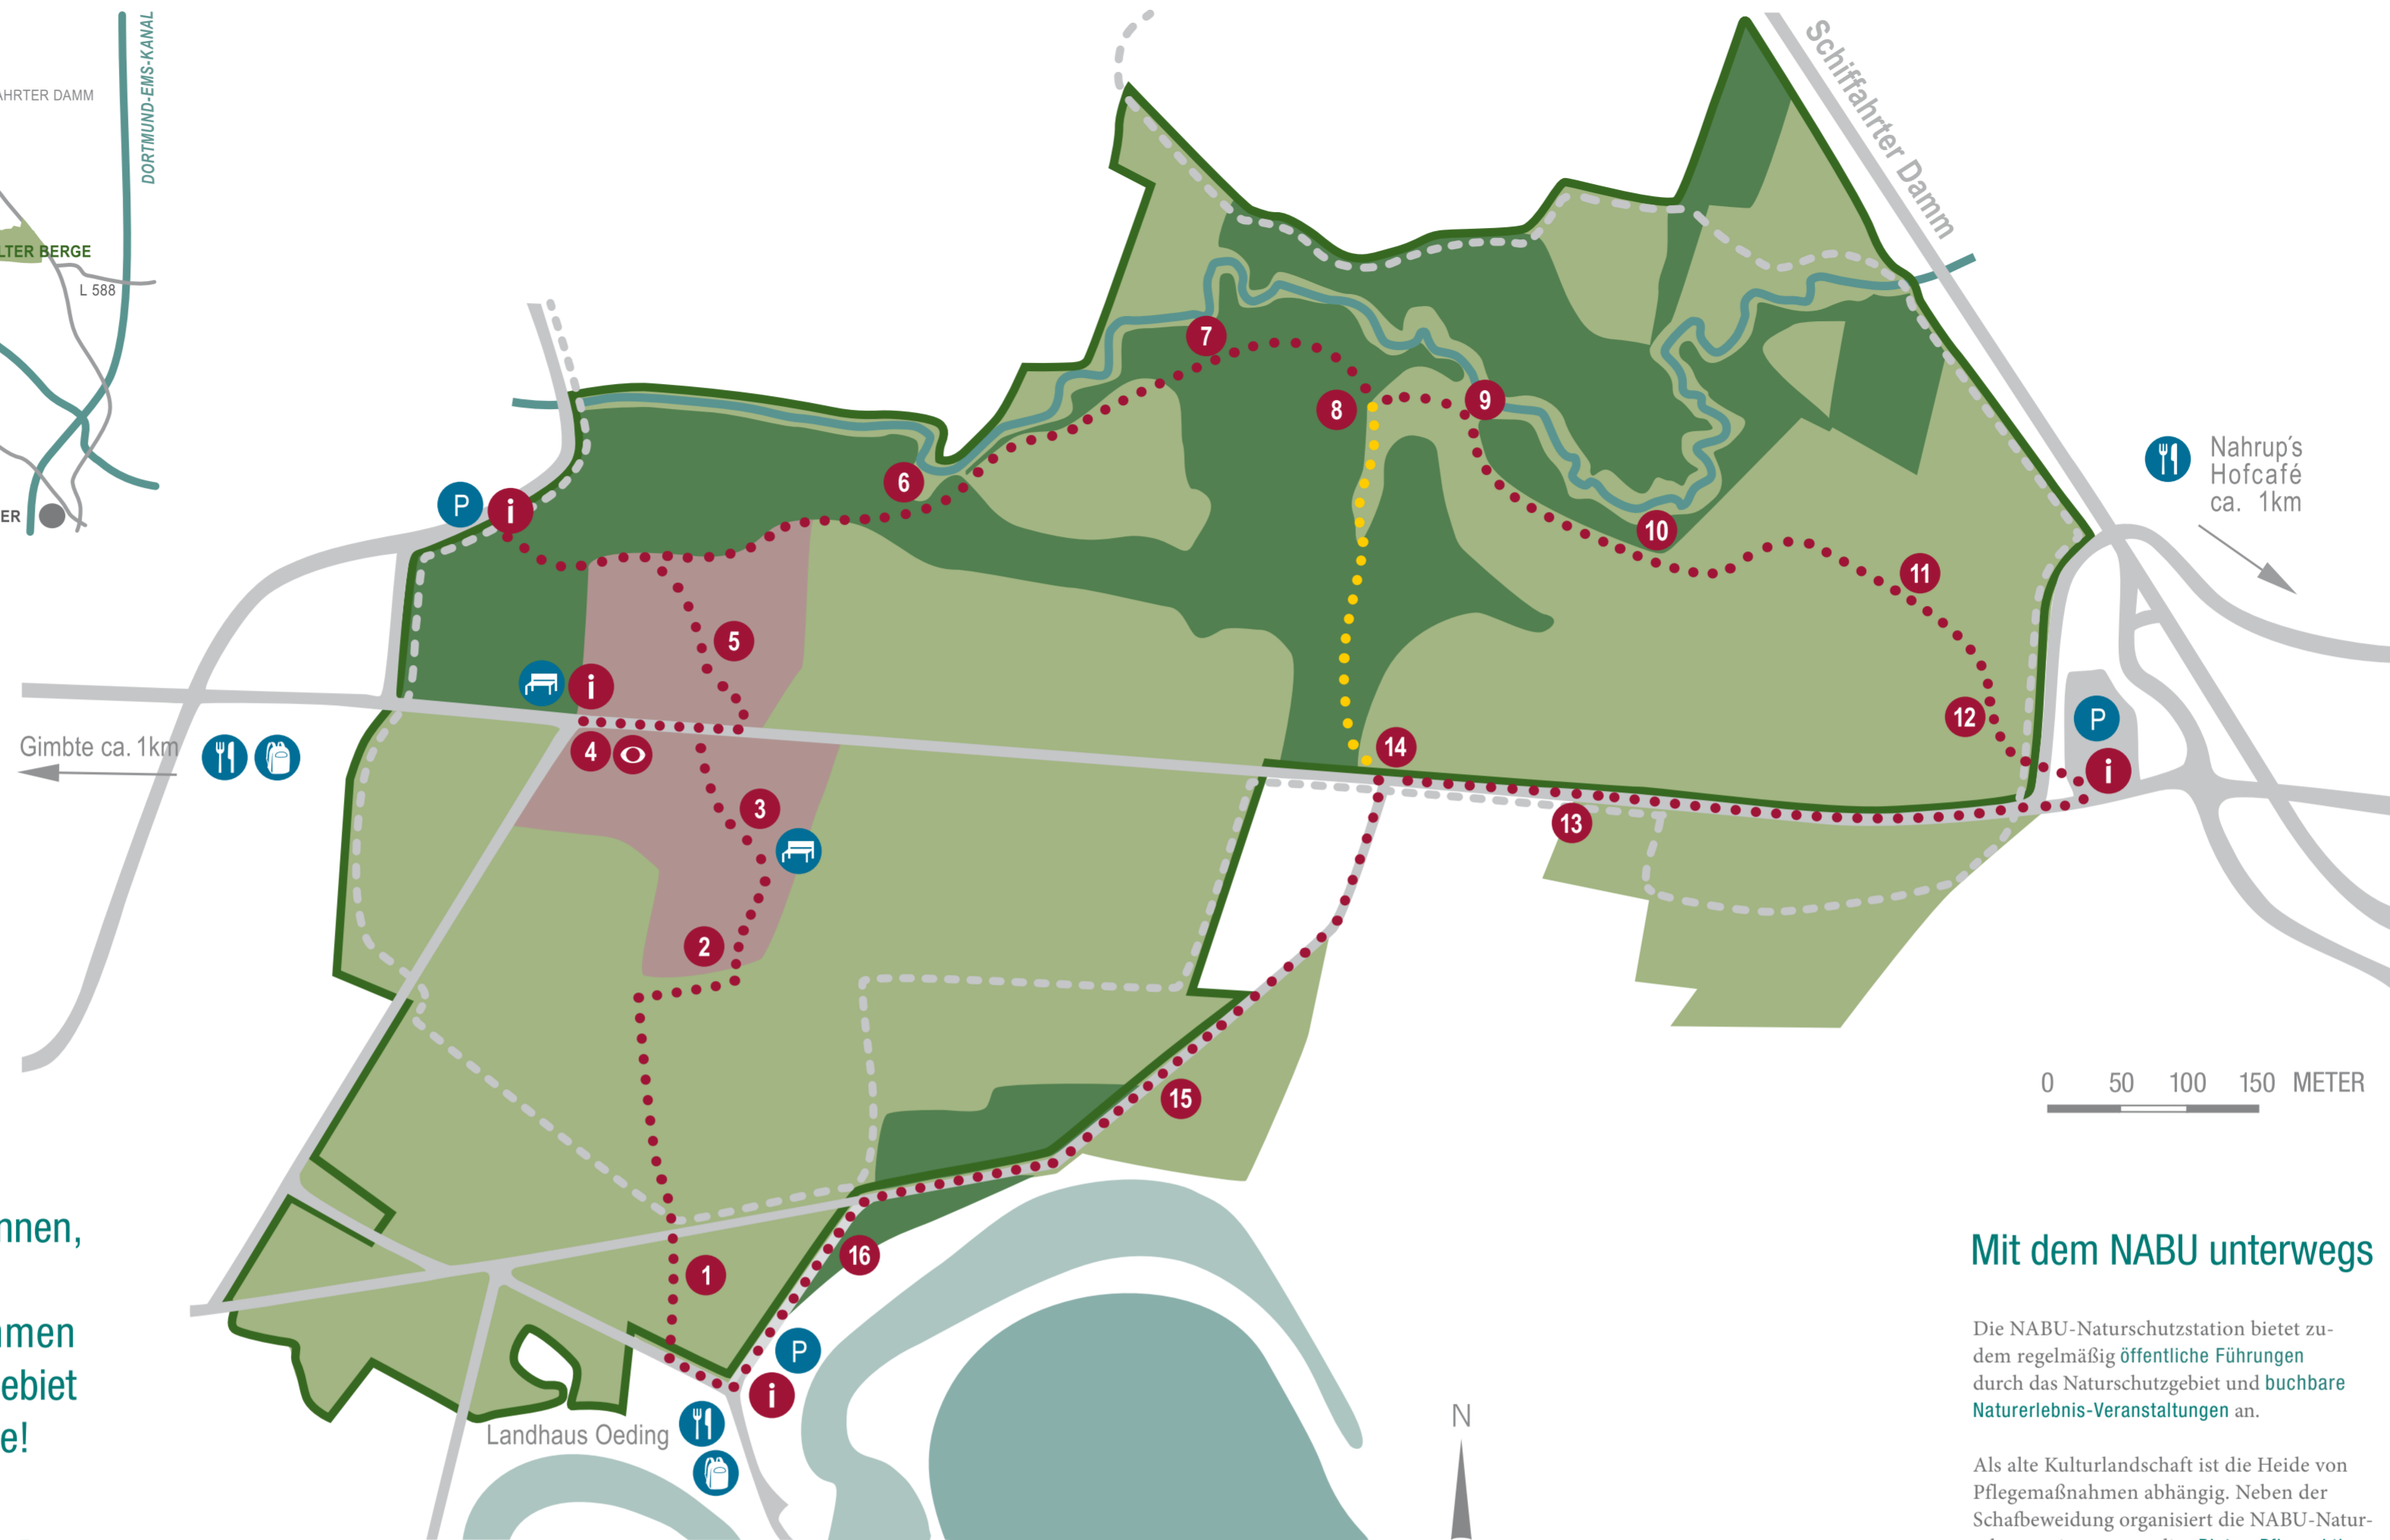 DORTMUND-EMS-KANAL
AHRTER DAMM
LTER BERGE
L 588
ER
Schiffahrter Damm
Nahrup's
Hofcafé
ca. 1km
7
8
9
6
P
i
10
11
5
i
12
P
Gimbte ca. 1km
4
14
i
3
13
2
15
0 50 100 150 METER
nnen,
16
1
men
ebiet
e!
P
i
Landhaus Oeding
N
Mit dem NABU unterwegs
Die NABU-Naturschutzstation bietet zu-
dem regelmäßig öffentliche Führungen
durch das Naturschutzgebiet und buchbare
Naturerlebnis-Veranstaltungen an.
Als alte Kulturlandschaft ist die Heide von
Pflegemaßnahmen abhängig. Neben der
Schafbeweidung organisiert die NABU-Natur-